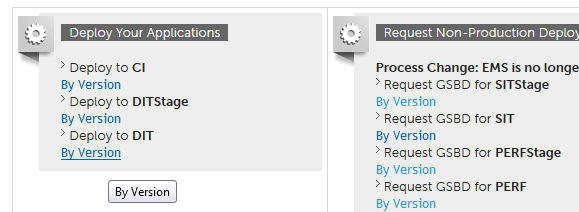 Deploy Your Applications
Deploy to CI
By Version
Deploy to DITStage
By Version
Deploy to DIT
By Version
By Version
Request Non-Production Deploy
Process Change: EMS is no longe
Request GSBD for SITStage
By Version
Request GSBD for SIT
By Version
Request GSBD for PERFStage
By Version
Request GSBD for PERF
By Version